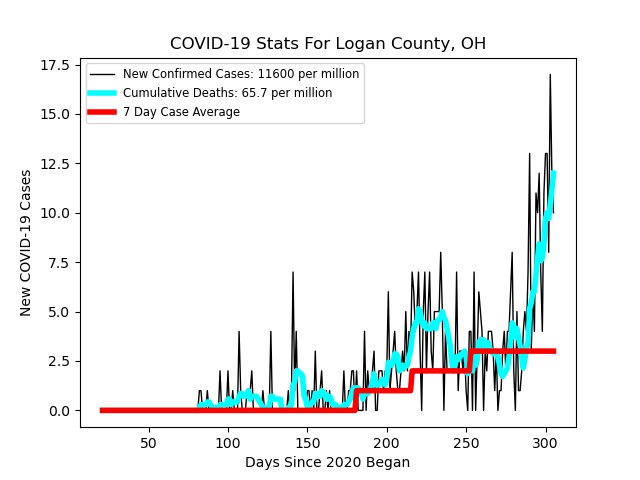 COVID-19 Stats For Logan County, OH
17.5
15.0
12.5
10.0
7.5
5.0
2.5
0.0
New COVID-19 Cases
New Confirmed Cases: 11600 per million
Cumulative Deaths: 65.7 per million
7 Day Case Average
50 100 150 200 250 300
Days Since 2020 Began